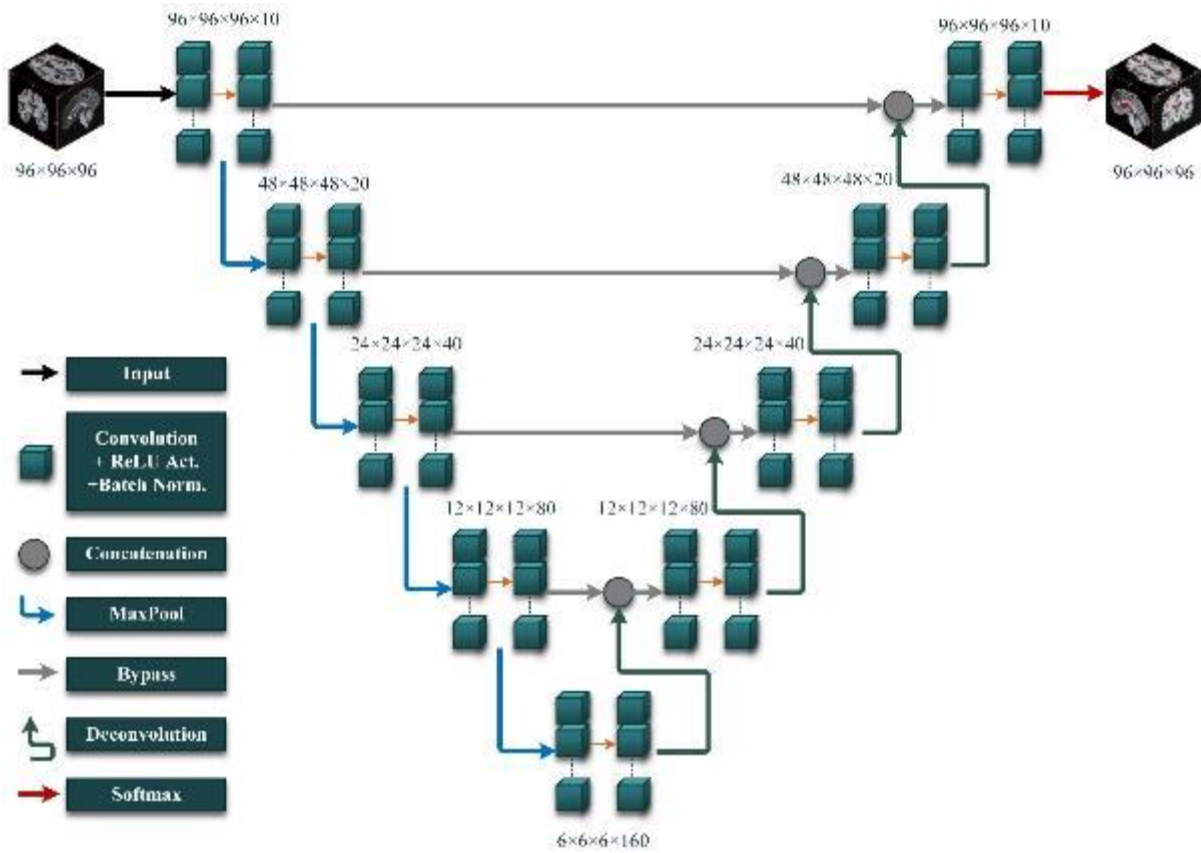 96×96×96×10
96×96×96×10
96×96×96
96×96×96
48×48×48×20
48×48×48×20
24×24×24×40
24×24×24×40
Input
Convolution
+ ReLU Act.
+Batch Norm.
12×12×12×80
12×12×12×80
Concatenation
MaxPool
Bypass
Deconvolution
Softmax
6×6×6×160